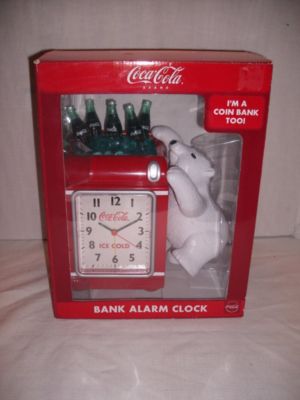 Coca-Cola
BRAND
I'M A
COIN BANK
TOO!
12
11 1
10 2
Coca-Cola
9 3
ICE COLD
8 4
7 5
6
BANK ALARM CLOCK